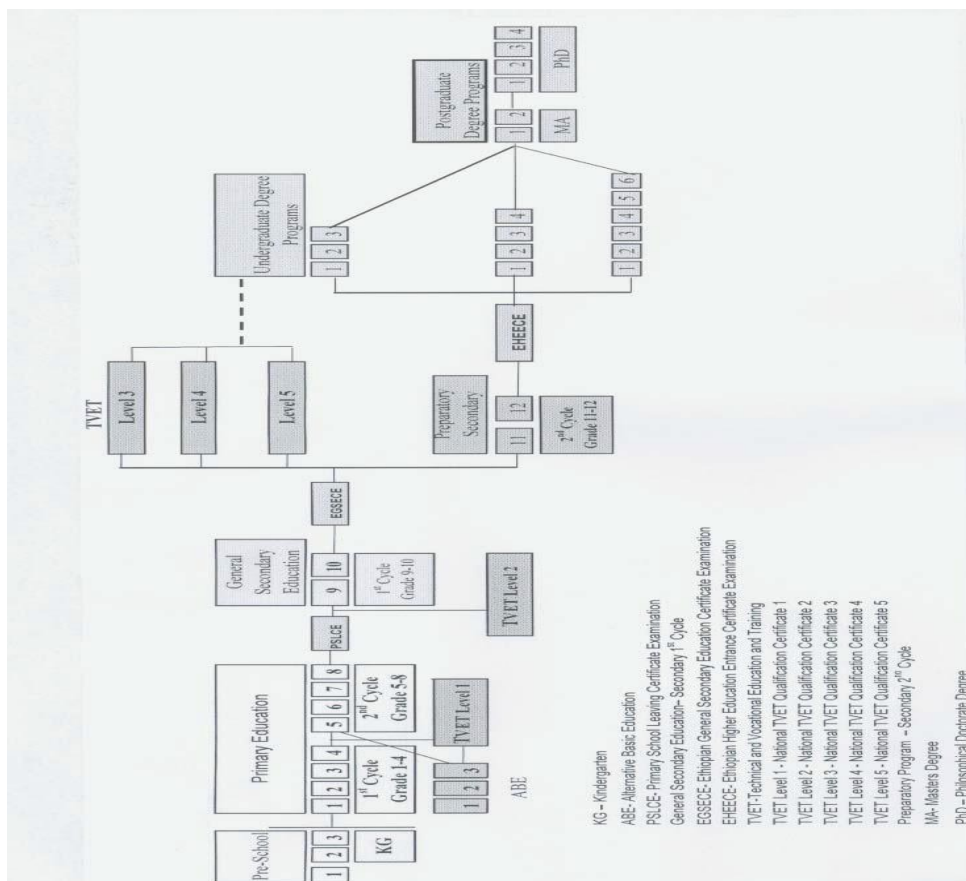 Pre-School
1 2 3
KG
Primary Education
1 2 3 4 5 6 7 8
1st Cycle
Grade 1-4
2nd Cycle
Grade 5-8
1 2 3
ABE
TVET Level 1
PSLCE
TVET Level 2
General
Secondary
Education
9 10
1st Cycle
Grade 9-10
EGSECE
TVET
Level 3
Level 4
Level 5
Preparatory
Secondary
11 12
2nd Cycle
Grade 11-12
EHEECE
Undergraduate Degree
Programs
1 2 3
1 2 3 4
1 2 3 4 5 6
Postgraduate
Degree Programs
1 2 1 2 3 4
MA
PhD
KG – Kindergarten
ABE- Alternative Basic Education
PSLCE- Primary School Leaving Certificate Examination
General Secondary Education– Secondary 1st Cycle
EGSECE- Ethiopian General Secondary Education Certificate Examination
EHEECE- Ethiopian Higher Education Entrance Certificate Examination
TVET-Technical and Vocational Education and Training
TVET Level 1 - National TVET Qualification Certificate 1
TVET Level 2 - National TVET Qualification Certificate 2
TVET Level 3 - National TVET Qualification Certificate 3
TVET Level 4 - National TVET Qualification Certificate 4
TVET Level 5 - National TVET Qualification Certificate 5
Preparatory Program – Secondary 2nd Cycle
MA- Masters Degree
PhD – Philosophical Doctorate Degree